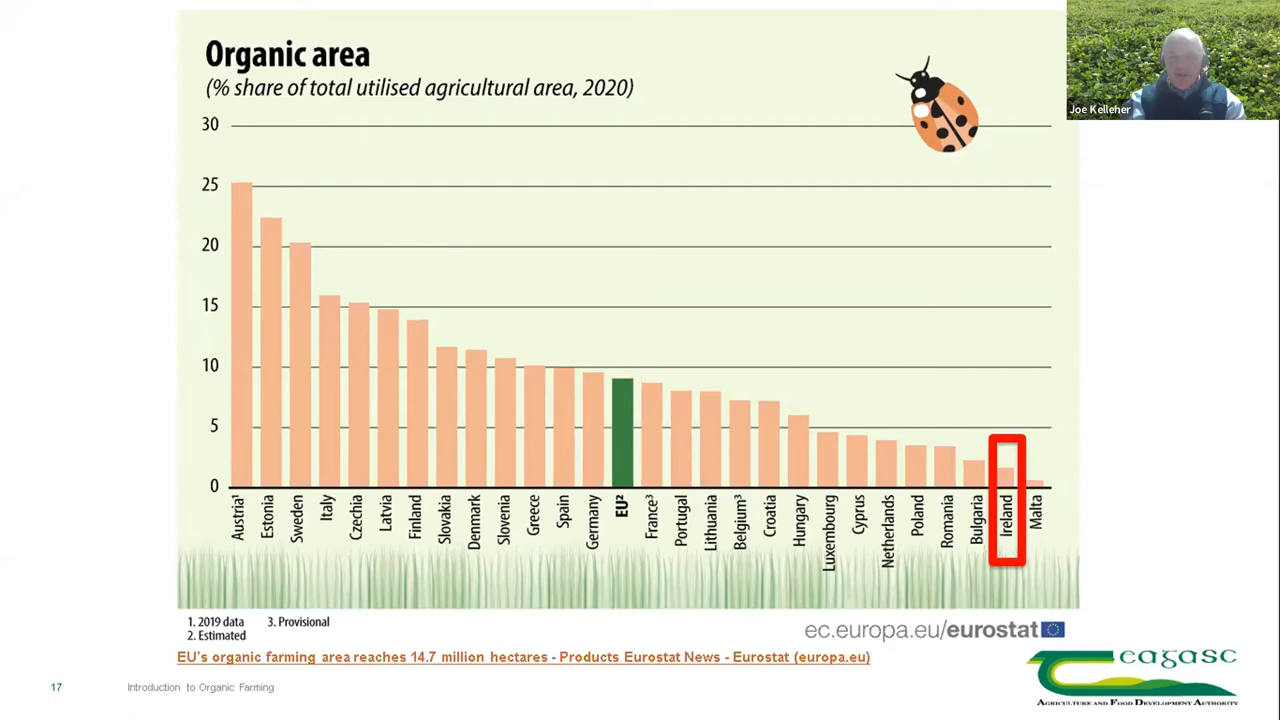 Organic area
(% share of total utilised agricultural area, 2020)
Joe Kelleher
30
25
20
15
10
5
0
Austria¹
Estonia
Sweden
Italy
Czechia
Latvia
Finland
Slovakia
Denmark
Slovenia
Greece
Spain
Germany
EU²
France³
Portugal
Lithuania
Belgium³
Croatia
Hungary
Luxembourg
Cyprus
Netherlands
Poland
Romania
Bulgaria
Ireland
Malta
1. 2019 data 3. Provisional
2. Estimated
ec.europa.eu/eurostat
EU's organic farming area reaches 14.7 million hectares - Products Eurostat News - Eurostat (europa.eu)
eagasc
AGRICULTURE AND FOOD DEVELOPMENT AUTHORITY
17 Introduction to Organic Farming